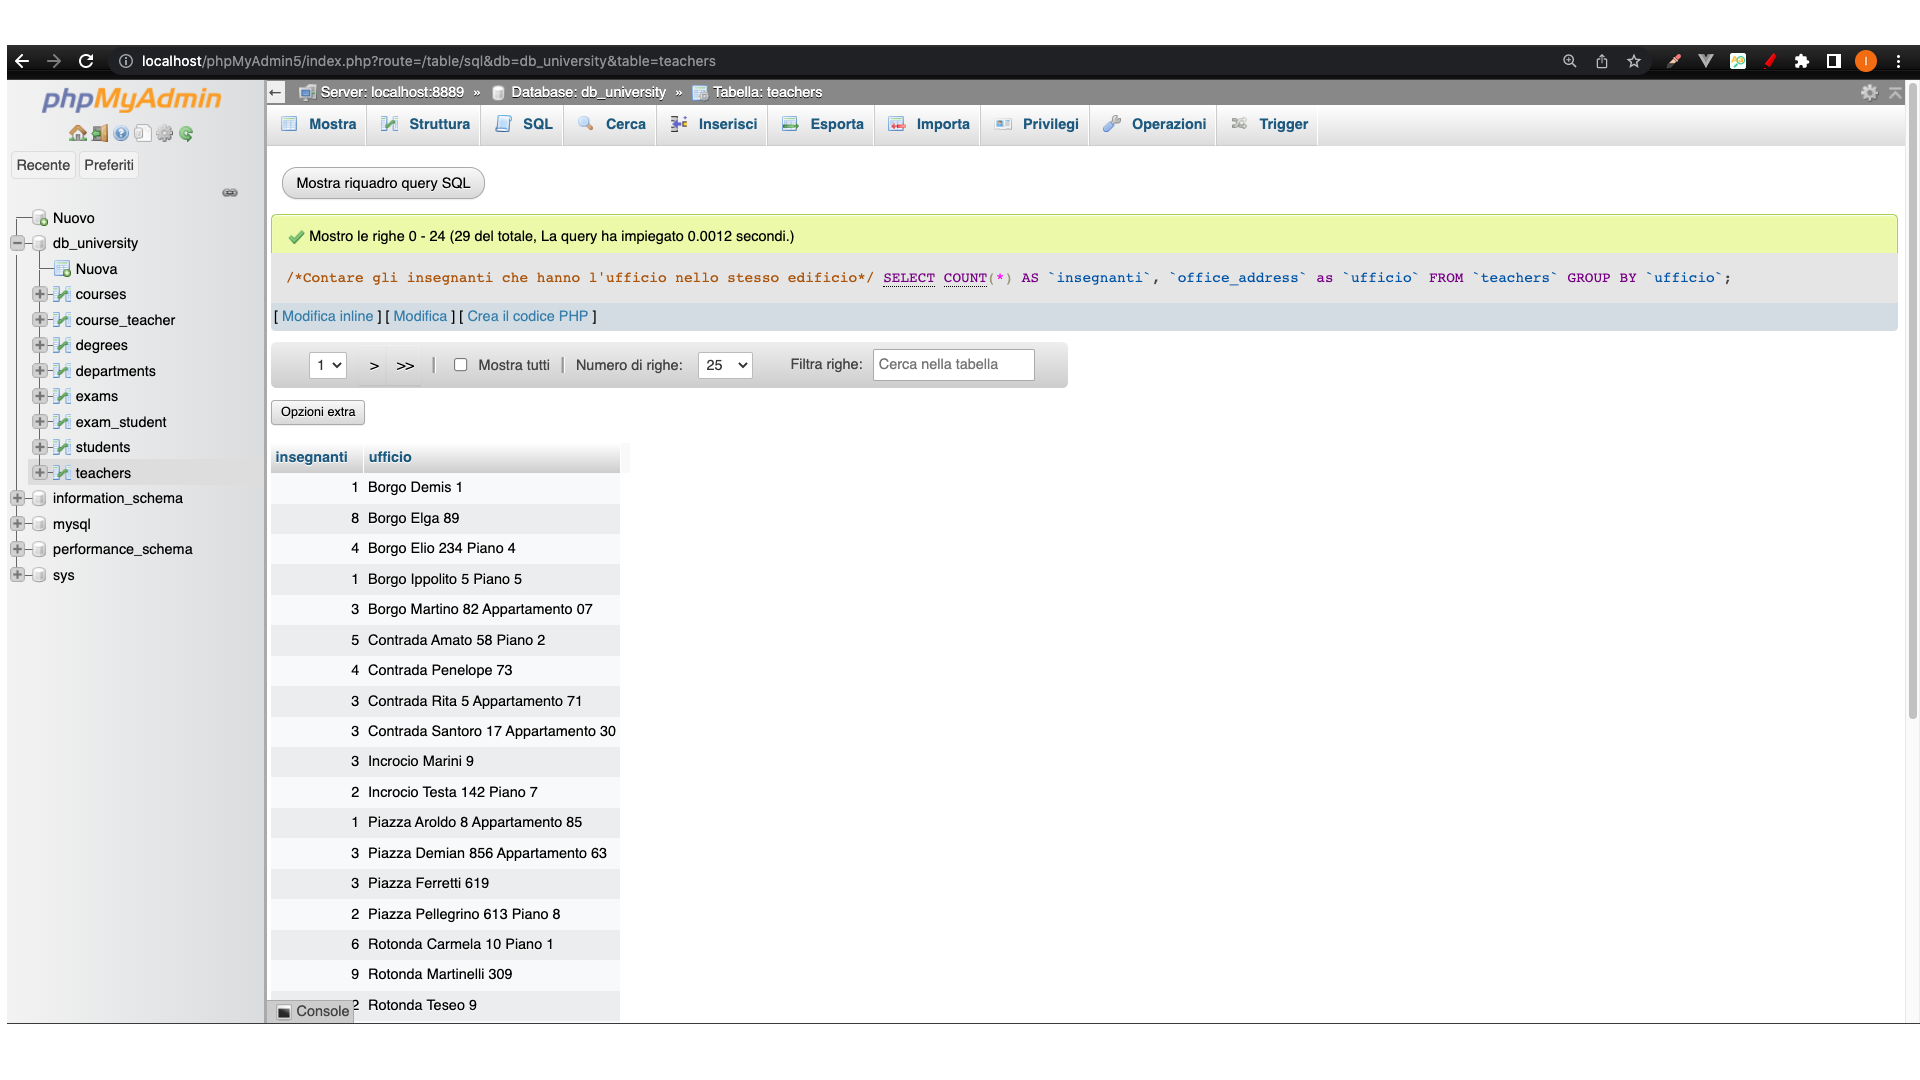 localhost/phpMyAdmin5/index.php?route=/table/sql&db=db_university&table=teachers
I
phpMyAdmin
Recente Preferiti
Nuovo
db_university
Nuova
courses
course_teacher
degrees
departments
exams
exam_student
students
teachers
information_schema
mysql
performance_schema
sys
Server: localhost:8889 » Database: db_university » Tabella: teachers
Mostra Struttura SQL Cerca Inserisci Esporta Importa Privilegi Operazioni Trigger
Mostra riquadro query SQL
Mostro le righe 0 - 24 (29 del totale, La query ha impiegato 0.0012 secondi.)
/*Contare gli insegnanti che hanno l'ufficio nello stesso edificio*/ SELECT COUNT(*) AS `insegnanti`, `office_address` as `ufficio` FROM `teachers` GROUP BY `ufficio`;
[ Modifica inline ] [ Modifica ] [ Crea il codice PHP ]
1 > >> | Mostra tutti | Numero di righe: 25 Filtra righe: Cerca nella tabella
Opzioni extra
insegnanti ufficio
1 Borgo Demis 1
8 Borgo Elga 89
4 Borgo Elio 234 Piano 4
1 Borgo Ippolito 5 Piano 5
3 Borgo Martino 82 Appartamento 07
5 Contrada Amato 58 Piano 2
4 Contrada Penelope 73
3 Contrada Rita 5 Appartamento 71
3 Contrada Santoro 17 Appartamento 30
3 Incrocio Marini 9
2 Incrocio Testa 142 Piano 7
1 Piazza Aroldo 8 Appartamento 85
3 Piazza Demian 856 Appartamento 63
3 Piazza Ferretti 619
2 Piazza Pellegrino 613 Piano 8
6 Rotonda Carmela 10 Piano 1
9 Rotonda Martinelli 309
2 Rotonda Teseo 9
Console